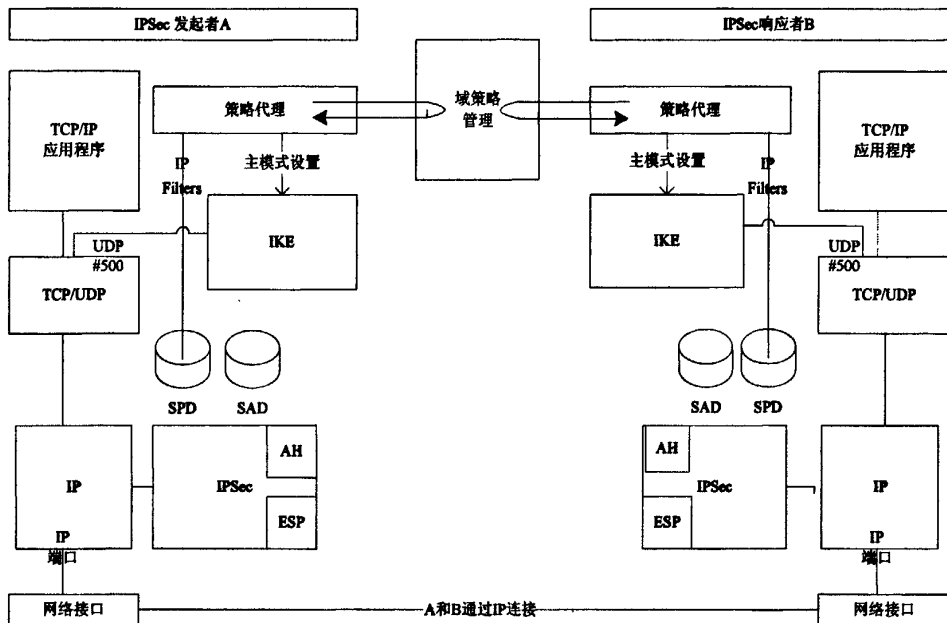 IPSec 发起者A
IPSec响应者B
TCP/IP
应用程序
策略代理
域策略
管理
策略代理
TCP/IP
应用程序
IP
Filters
主模式设置
主模式设置
IP
Filters
IKE
IKE
UDP
#500
UDP
#500
TCP/UDP
TCP/UDP
SPD
SAD
SAD
SPD
IP
IPSec
AH
ESP
AH
IPSec
ESP
IP
IP
端口
IP
端口
网络接口
A和B通过IP连接
网络接口